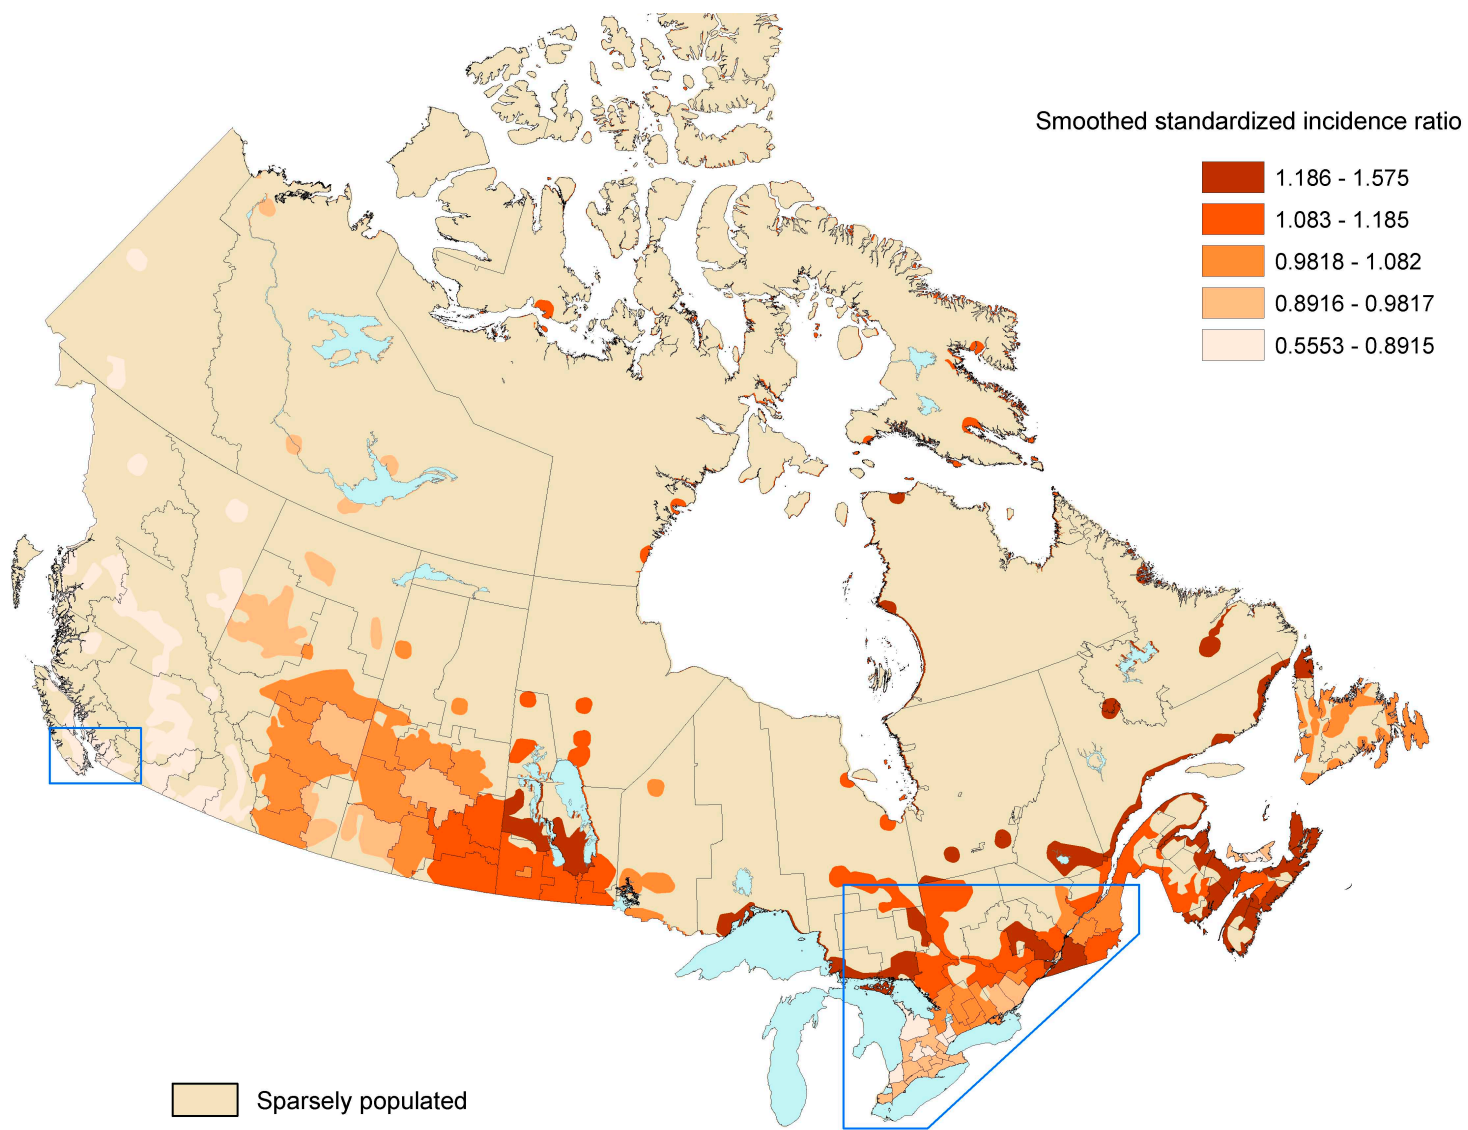 Smoothed standardized incidence ratio
1.186 - 1.575
1.083 - 1.185
0.9818 - 1.082
0.8916 - 0.9817
0.5553 - 0.8915
Sparsely populated